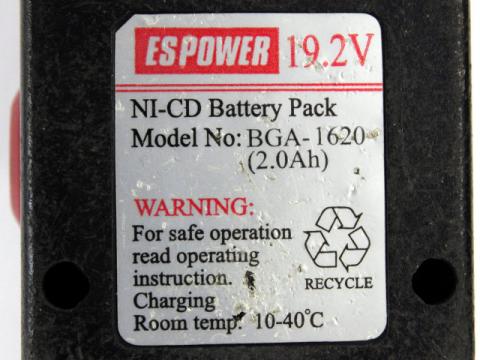 ESPOWER 19.2V
NI-CD Battery Pack
Model No: BGA-1620
(2.0Ah)
WARNING:
For safe operation
read operating
instruction.
Charging
Room temp: 10-40°C
RECYCLE